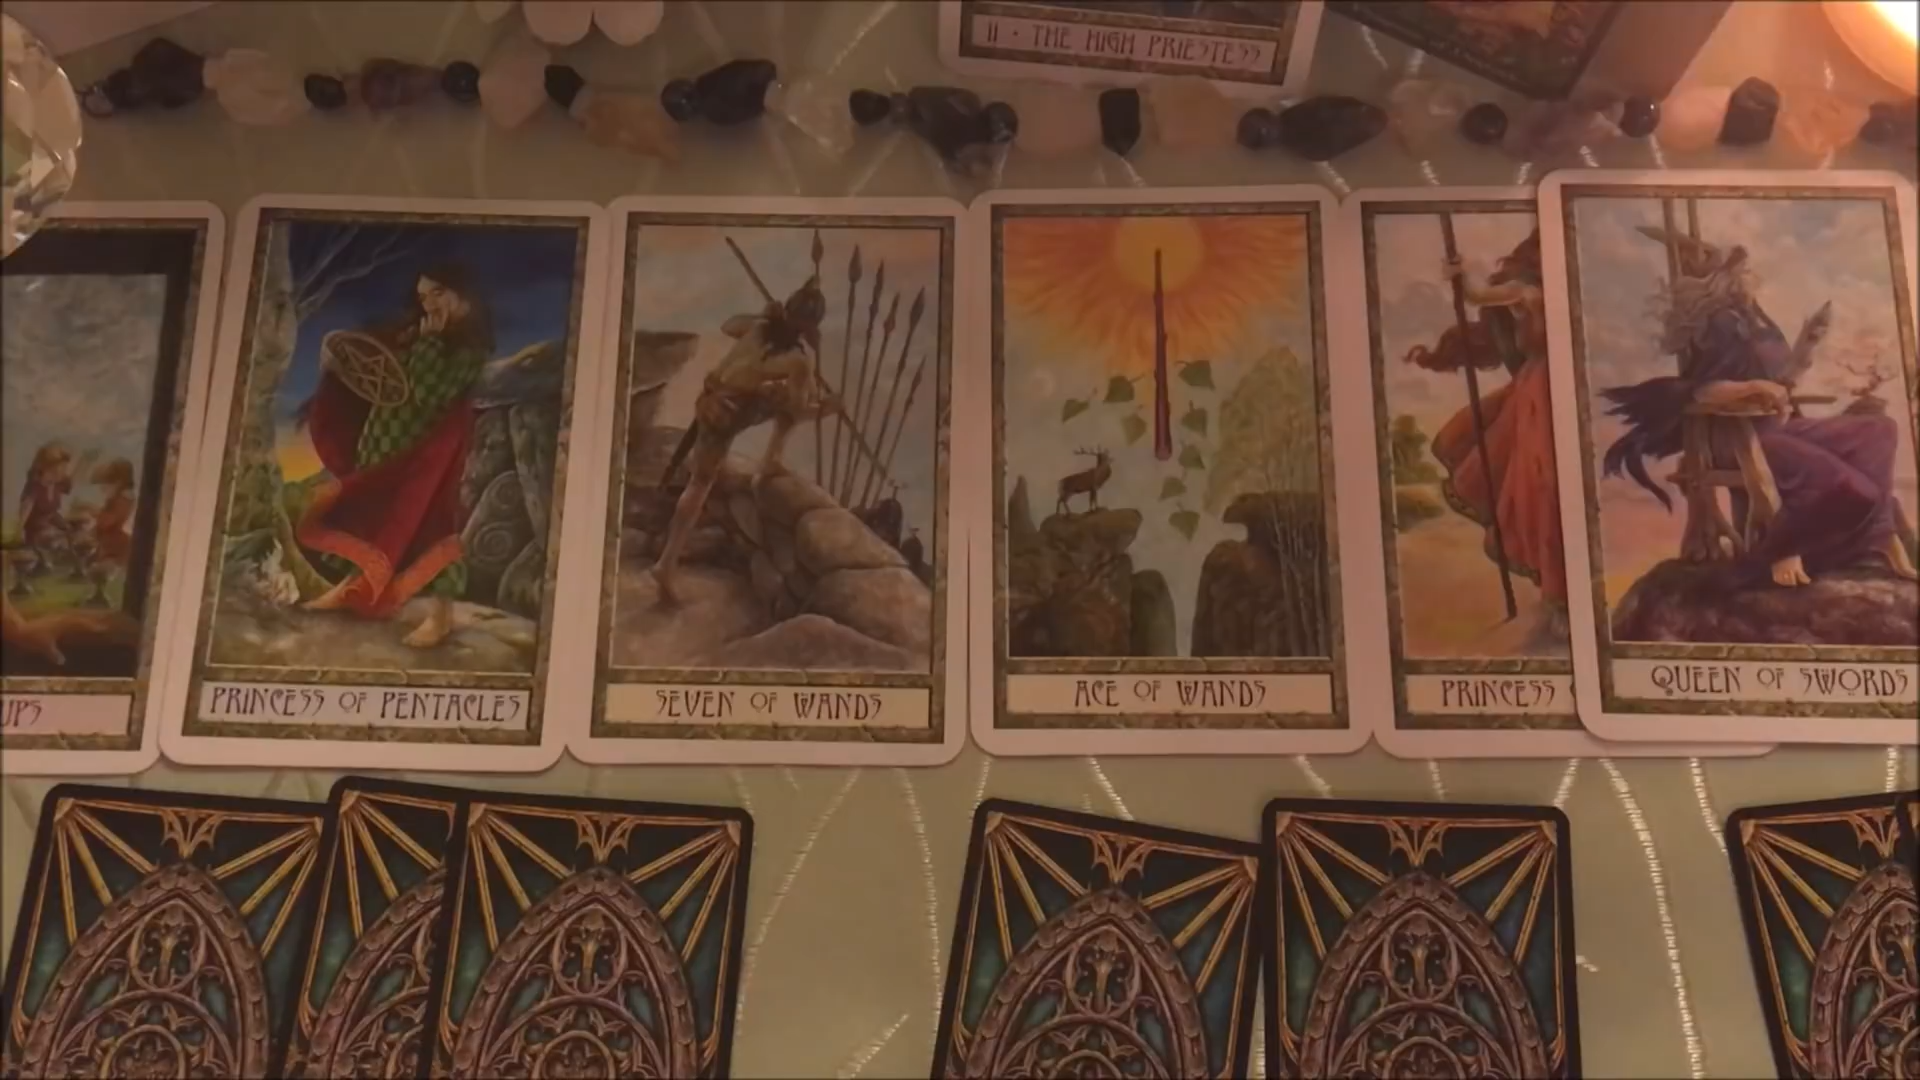 II • THE HIGH PRIESTESS
UPS
PRINCESS OF PENTACLES
SEVEN OF WANDS
ACE OF WANDS
PRINCESS
QUEEN OF SWORDS